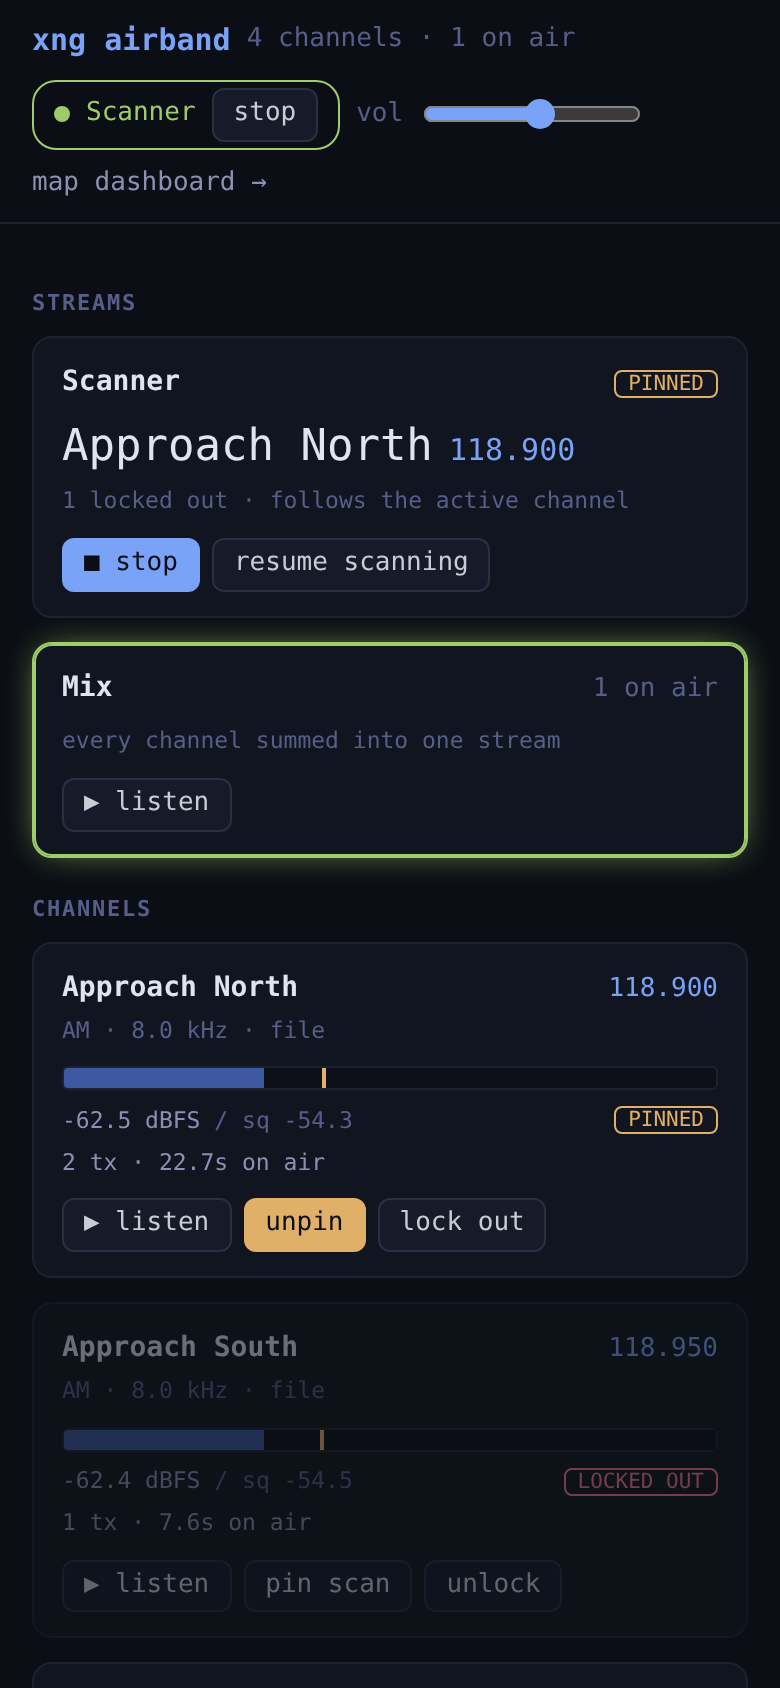 xng airband 4 channels · 1 on air
● Scanner stop vol
map dashboard →
STREAMS
Scanner PINNED
Approach North 118.900
1 locked out · follows the active channel
■ stop resume scanning
Mix 1 on air
every channel summed into one stream
▶ listen
CHANNELS
Approach North 118.900
AM · 8.0 kHz · file
-62.5 dBFS / sq -54.3 PINNED
2 tx · 22.7s on air
▶ listen unpin lock out
Approach South 118.950
AM · 8.0 kHz · file
-62.4 dBFS / sq -54.5 LOCKED OUT
1 tx · 7.6s on air
▶ listen pin scan unlock